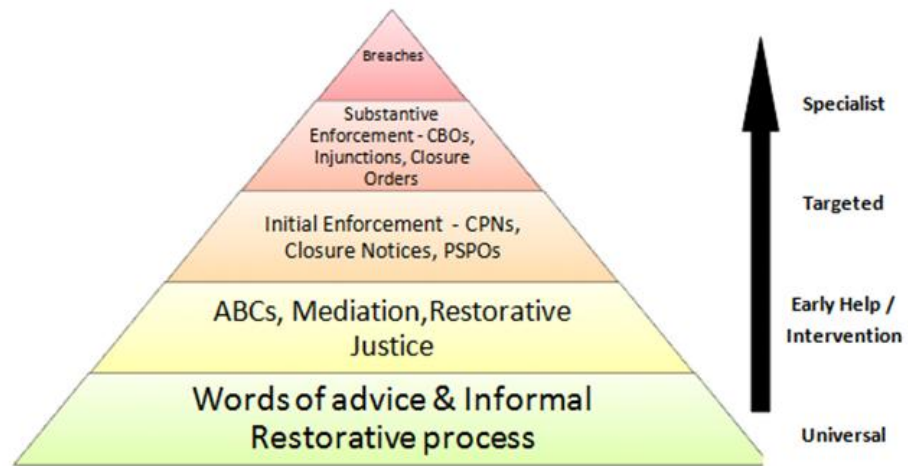 Breaches
Substantive
Enforcement - CBOs,
Injunctions, Closure
Orders
Initial Enforcement - CPNs,
Closure Notices, PSPOs
ABCs, Mediation,Restorative
Justice
Words of advice & Informal
Restorative process
Specialist
Targeted
Early Help /
Intervention
Universal